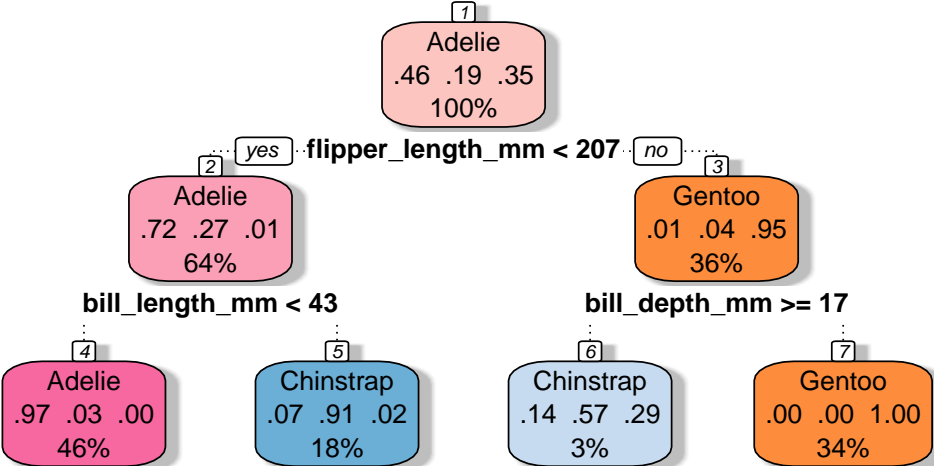 1
Adelie
.46 .19 .35
100%
yes flipper_length_mm < 207 no
2 3
Adelie Gentoo
.72 .27 .01 .01 .04 .95
64% 36%
bill_length_mm < 43 bill_depth_mm >= 17
4 5 6 7
Adelie Chinstrap Chinstrap Gentoo
.97 .03 .00 .07 .91 .02 .14 .57 .29 .00 .00 1.00
46% 18% 3% 34%